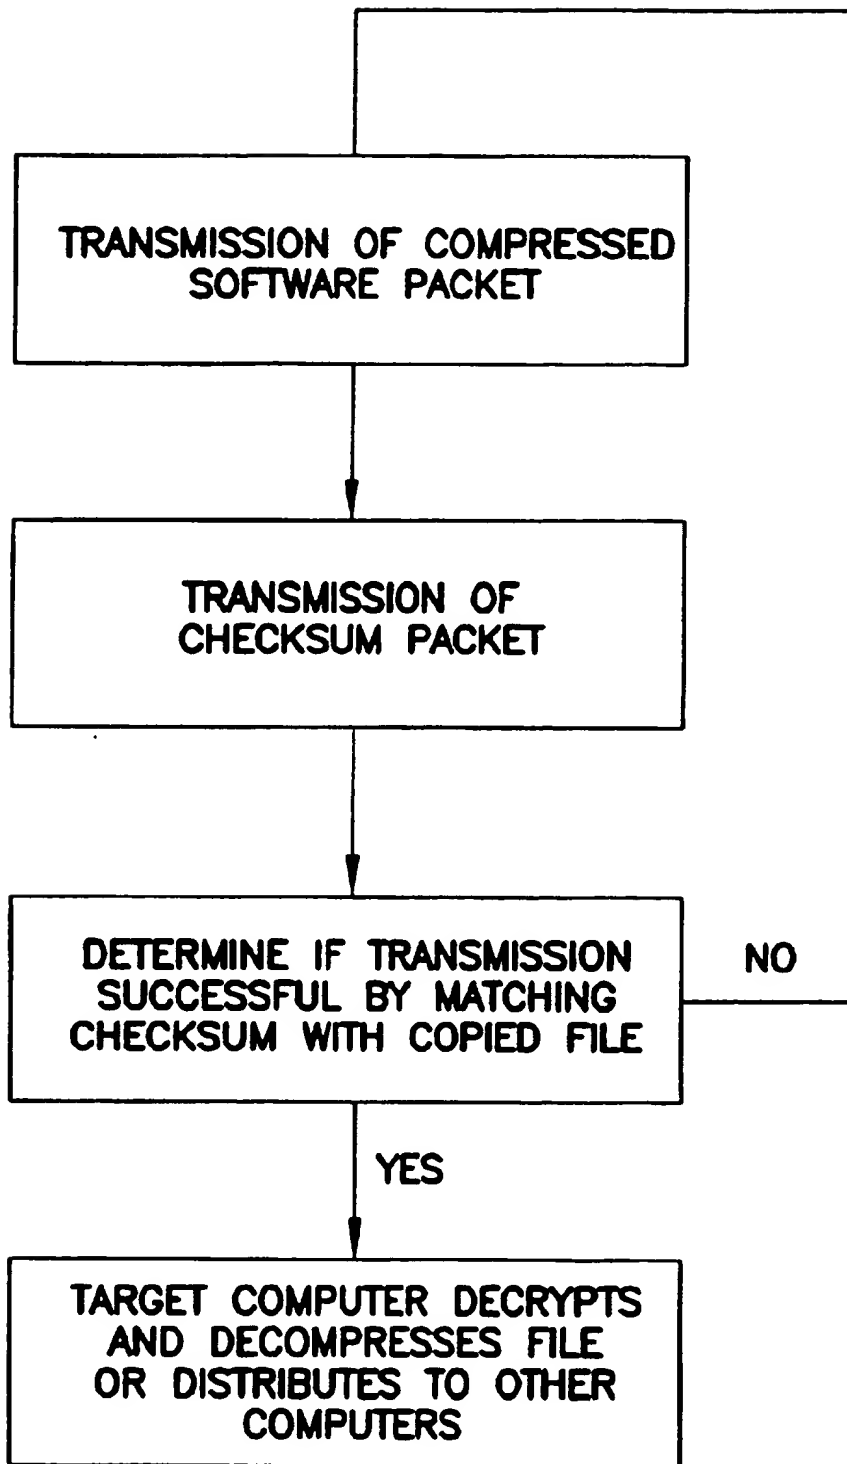 TRANSMISSION OF COMPRESSED
SOFTWARE PACKET
TRANSMISSION OF
CHECKSUM PACKET
DETERMINE IF TRANSMISSION
SUCCESSFUL BY MATCHING
CHECKSUM WITH COPIED FILE
NO
YES
TARGET COMPUTER DECRYPTS
AND DECOMPRESSES FILE
OR DISTRIBUTES TO OTHER
COMPUTERS